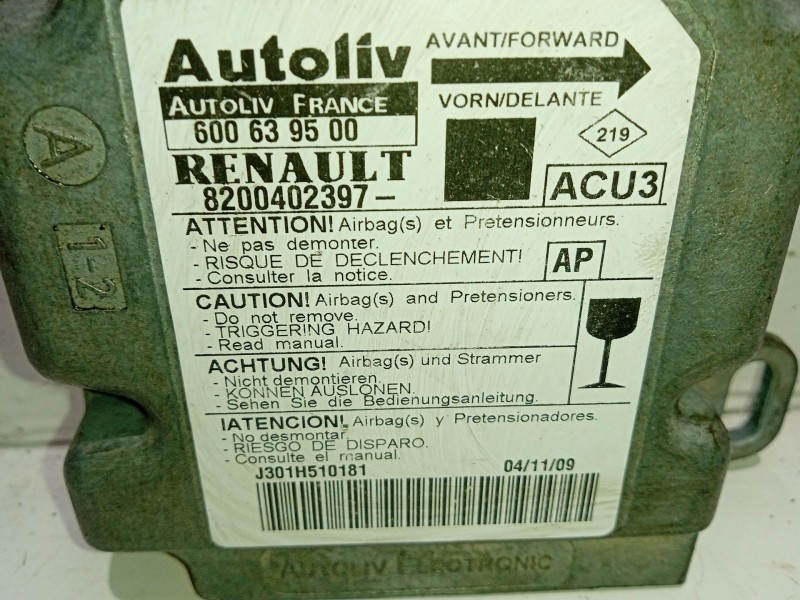 Autoliv
AVANT/FORWARD
AUTOLIV FRANCE
VORN/DELANTE
600 63 95 00
219
RENAULT
8200402397-
ACU3
A
1-2
ATTENTION! Airbag(s) et Pretensionneurs.
- Ne pas demonter.
- RISQUE DE DECLENCHEMENT!
- Consulter la notice.
AP
CAUTION! Airbag(s) and Pretensioners.
- Do not remove.
- TRIGGERING HAZARD!
- Read manual.
ACHTUNG! Airbag(s) und Strammer
- Nicht demontieren.
- KONNEN AUSLONEN.
- Sehen Sie die Bedienungsanleitung.
IATENCION! Airbag(s) y Pretensionadores.
- No desmontar.
- RIESGO DE DISPARO.
- Consulte el manual.
J301H510181
04/11/09
AUTOLIV ELECTRONIC